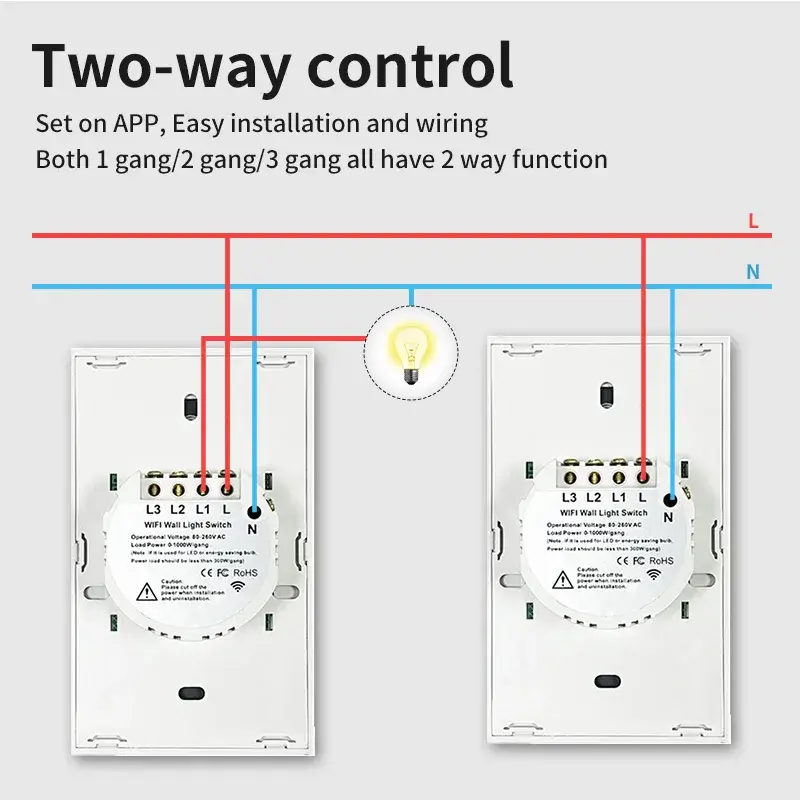 Two-way control
Set on APP, Easy installation and wiring
Both 1 gang/2 gang/3 gang all have 2 way function
L
N
L3 L2 L1 L
N
WIFI Wall Light Switch
Operational Voltage 80-260V AC
Load Power 0-1000W/gang
(Note: If it is used for LED or energy saving bulb,
Power load should be less than 300W/gang)
CE FC RoHS
Caution:
Please cut off the
power when installation
and uninstallation.
L3 L2 L1 L
N
WIFI Wall Light Switch
Operational Voltage 80-260V AC
Load Power 0-1000W/gang
(Note: If it is used for LED or energy saving bulb,
Power load should be less than 300W/gang)
CE FC RoHS
Caution:
Please cut off the
power when installation
and uninstallation.